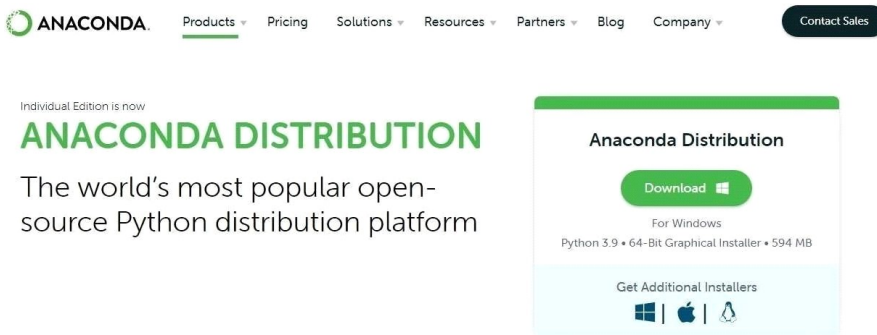 ANACONDA.
Products Pricing Solutions Resources Partners Blog Company Contact Sales
Individual Edition is now
ANACONDA DISTRIBUTION
The world's most popular open-
source Python distribution platform
Anaconda Distribution
Download
For Windows
Python 3.9 • 64-Bit Graphical Installer • 594 MB
Get Additional Installers